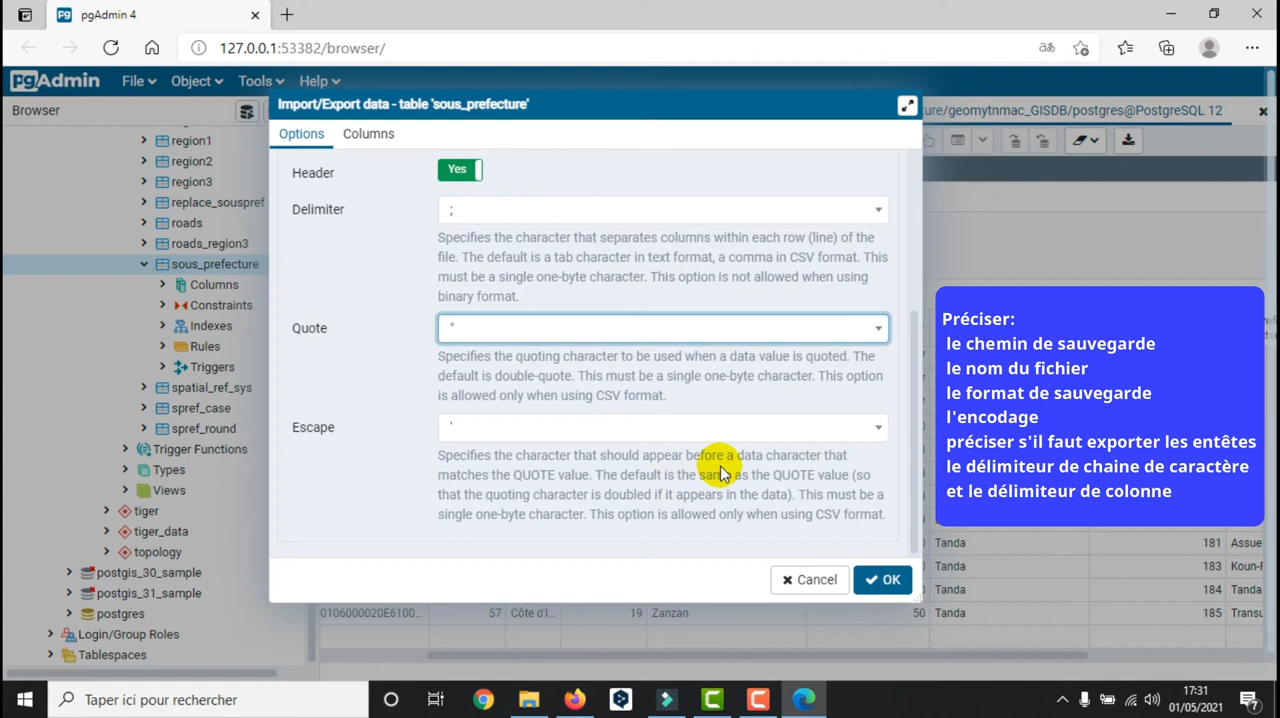 pgAdmin 4
127.0.0.1:53382/browser/
pgAdmin File Object Tools Help
Browser
Import/Export data - table 'sous_prefecture'
ure/geomytnmac_GISDB/postgres@PostgreSQL 12
Options Columns
region1
region2
region3
replace_souspref
roads
roads_region3
sous_prefecture
Columns
Constraints
Indexes
Rules
Triggers
spatial_ref_sys
spref_case
spref_round
Trigger Functions
Types
Views
tiger
tiger_data
topology
postgis_30_sample
postgis_31_sample
postgres
Login/Group Roles
Tablespaces
Header Yes
Delimiter ;
Specifies the character that separates columns within each row (line) of the
file. The default is a tab character in text format, a comma in CSV format. This
must be a single one-byte character. This option is not allowed when using
binary format.
Quote "
Specifies the quoting character to be used when a data value is quoted. The
default is double-quote. This must be a single one-byte character. This option
is allowed only when using CSV format.
Escape '
Specifies the character that should appear before a data character that
matches the QUOTE value. The default is the same as the QUOTE value (so
that the quoting character is doubled if it appears in the data). This must be a
single one-byte character. This option is allowed only when using CSV format.
Cancel OK
Préciser:
le chemin de sauvegarde
le nom du fichier
le format de sauvegarde
l'encodage
préciser s'il faut exporter les entêtes
le délimiteur de chaine de caractère
et le délimiteur de colonne
Tanda 181 Assue
Tanda 183 Koun-F
Tanda 184 Tanda
0106000020E6100... 57 Côte d'I... 19 Zanzan 50 Tanda 185 Transu
Taper ici pour rechercher
17:31
01/05/2021
7